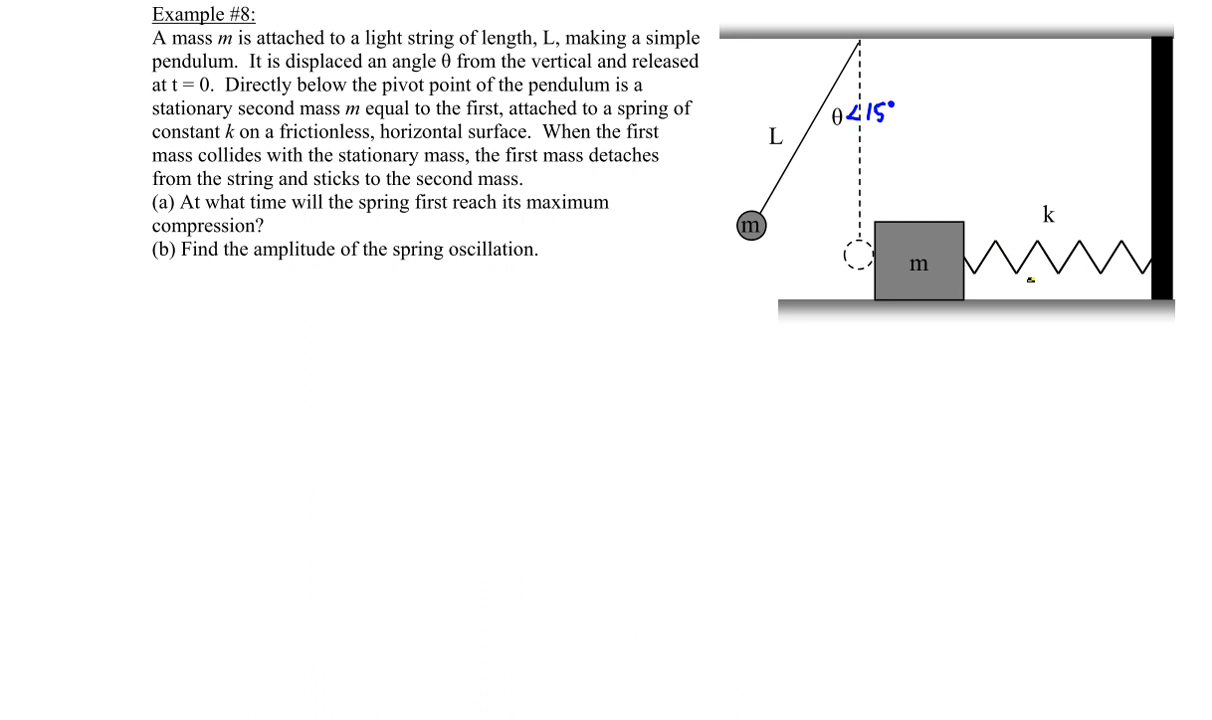 Example #8:
A mass m is attached to a light string of length, L, making a simple
pendulum. It is displaced an angle θ from the vertical and released
at t = 0. Directly below the pivot point of the pendulum is a
stationary second mass m equal to the first, attached to a spring of
constant k on a frictionless, horizontal surface. When the first
mass collides with the stationary mass, the first mass detaches
from the string and sticks to the second mass.
(a) At what time will the spring first reach its maximum
compression?
(b) Find the amplitude of the spring oscillation.
θ<15°
L
m
k
m